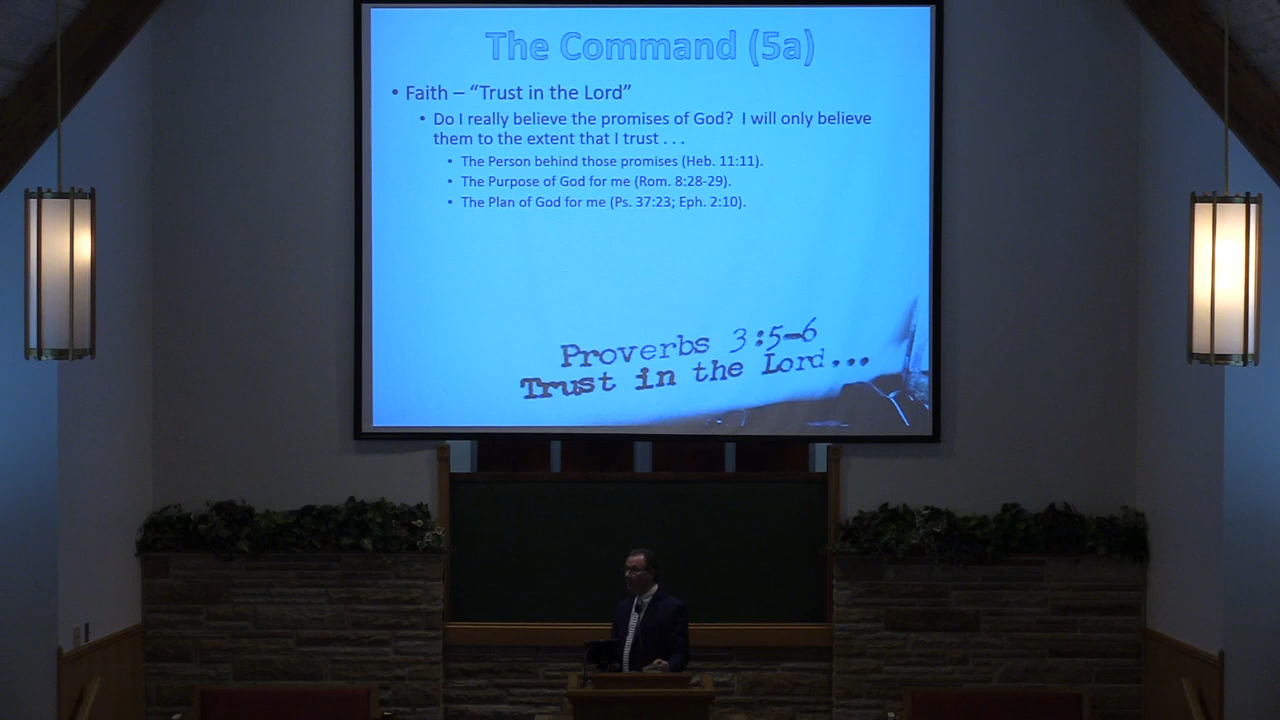 The Command (5a)
• Faith – “Trust in the Lord”
• Do I really believe the promises of God? I will only believe
them to the extent that I trust . . .
• The Person behind those promises (Heb. 11:11).
• The Purpose of God for me (Rom. 8:28-29).
• The Plan of God for me (Ps. 37:23; Eph. 2:10).
Proverbs 3:5-6
Trust in the Lord...